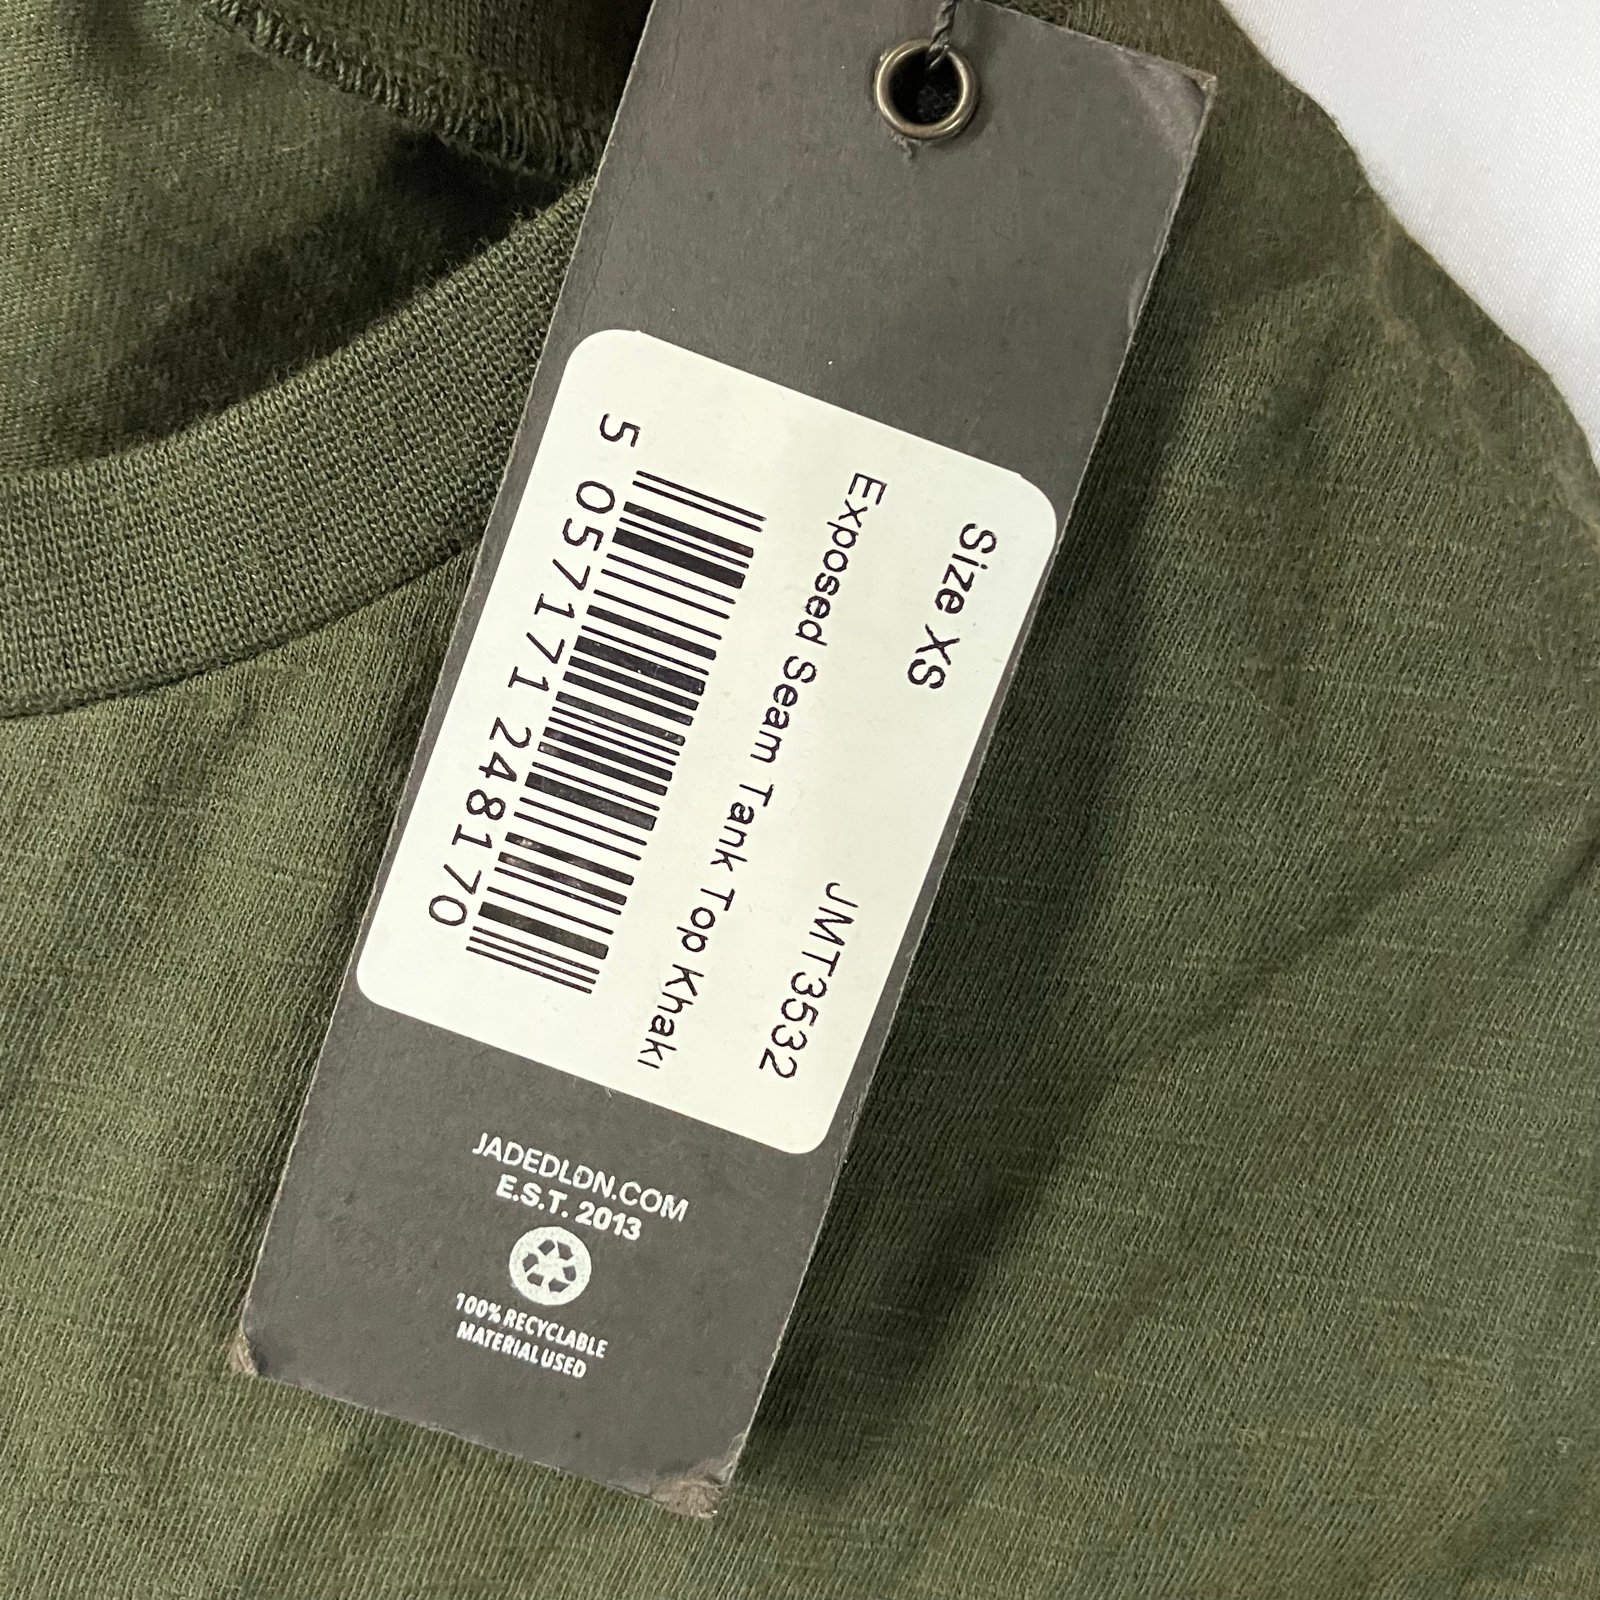 Size XS
JMT3532
Exposed Seam Tank Top Khaki
5 057171 248170
JADEDLDN.COM
E.S.T. 2013
100% RECYCLABLE
MATERIAL USED